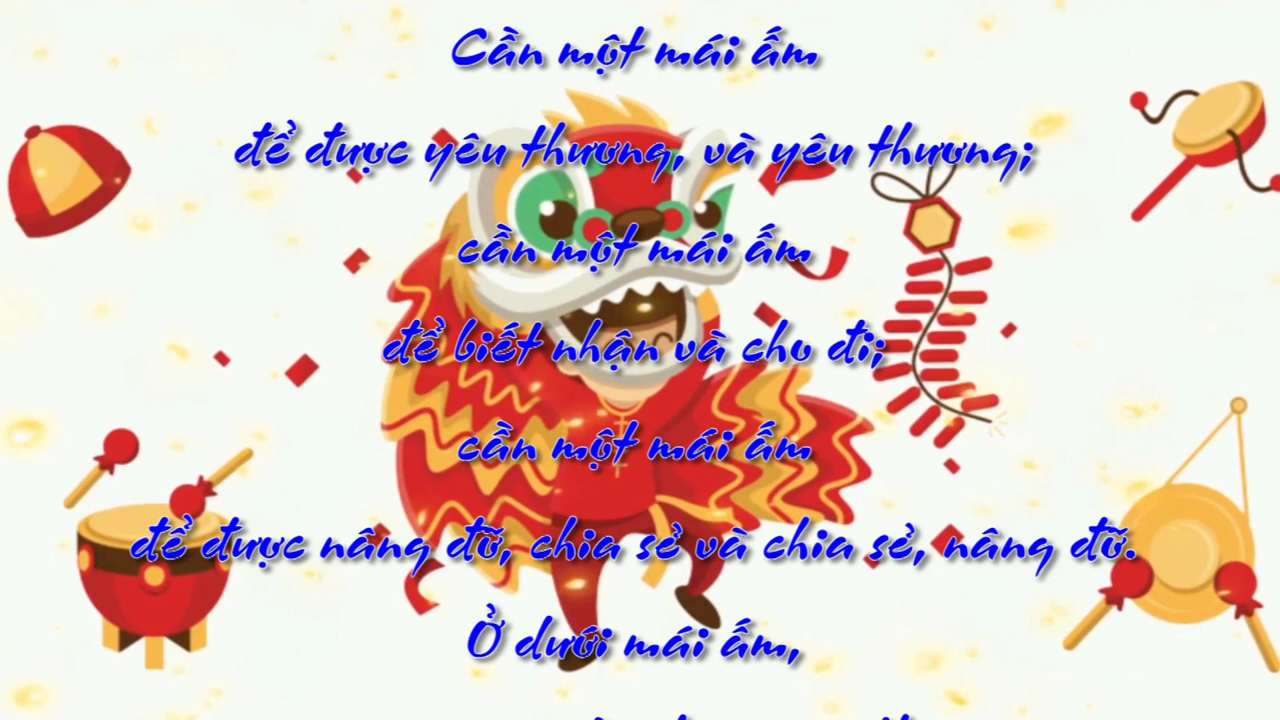 Cần một mái ấm
để được yêu thương, và yêu thương;
cần một mái ấm
để biết nhận và cho đi;
cần một mái ấm
để được nâng đỡ, chia sẻ và chia sẻ, nâng đỡ.
Ở dưới mái ấm,